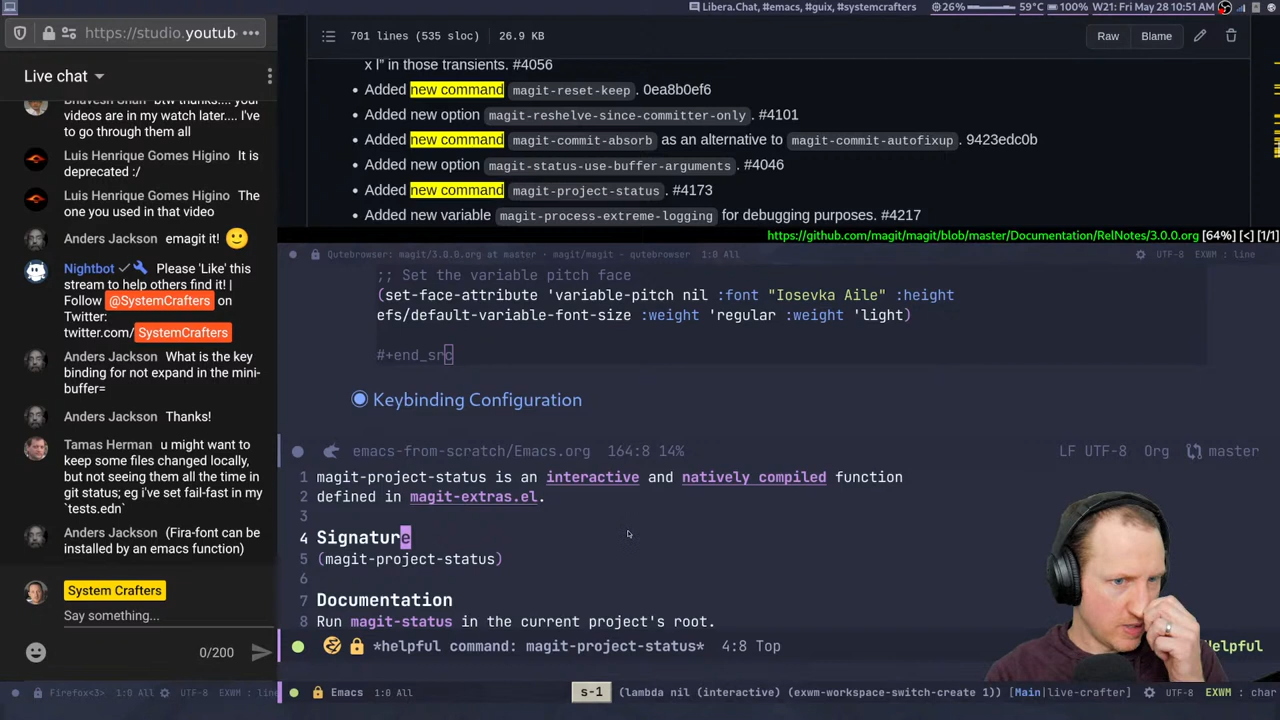 Libera.Chat, #emacs, #guix, #systemcrafters
26%
59°C
100%
W21: Fri May 28 10:51 AM
https://studio.youtub
Live chat
btw thanks.... your
videos are in my watch later.... I've
to go through them all
Luis Henrique Gomes Higino It is
deprecated :/
Luis Henrique Gomes Higino The
one you used in that video
Anders Jackson emagit it!
Nightbot Please 'Like' this
stream to help others find it! |
Follow @SystemCrafters on
Twitter:
twitter.com/ SystemCrafters
Anders Jackson What is the key
binding for not expand in the mini-
buffer=
Anders Jackson Thanks!
Tamas Herman u might want to
keep some files changed locally,
but not seeing them all the time in
git status; eg i've set fail-fast in my
`tests.edn`
Anders Jackson (Fira-font can be
installed by an emacs function)
System Crafters
Say something...
0/200
Firefox<3> 1:0 All UTF-8 EXWM : line
701 lines (535 sloc) 26.9 KB
Raw Blame
x l" in those transients. #4056
• Added new command magit-reset-keep. 0ea8b0ef6
• Added new option magit-reshelve-since-committer-only. #4101
• Added new command magit-commit-absorb as an alternative to magit-commit-autofixup. 9423edc0b
• Added new option magit-status-use-buffer-arguments. #4046
• Added new command magit-project-status. #4173
• Added new variable magit-process-extreme-logging for debugging purposes. #4217
https://github.com/magit/magit/blob/master/Documentation/RelNotes/3.0.0.org [64%] [<] [1/1]
Qutebrowser: magit/3.0.0.org at master · magit/magit - qutebrowser 1:0 All UTF-8 EXWM : line
;; Set the variable pitch face
(set-face-attribute 'variable-pitch nil :font "Iosevka Aile" :height
efs/default-variable-font-size :weight 'regular :weight 'light)
#+end_src
Keybinding Configuration
emacs-from-scratch/Emacs.org 164:8 14% LF UTF-8 Org master
1 magit-project-status is an interactive and natively compiled function
2 defined in magit-extras.el.
3
4 Signature
5 (magit-project-status)
6
7 Documentation
8 Run magit-status in the current project's root.
*helpful command: magit-project-status* 4:8 Top Helpful
Emacs 1:0 All s-1 (lambda nil (interactive) (exwm-workspace-switch-create 1)) [Main|live-crafter] UTF-8 EXWM : char